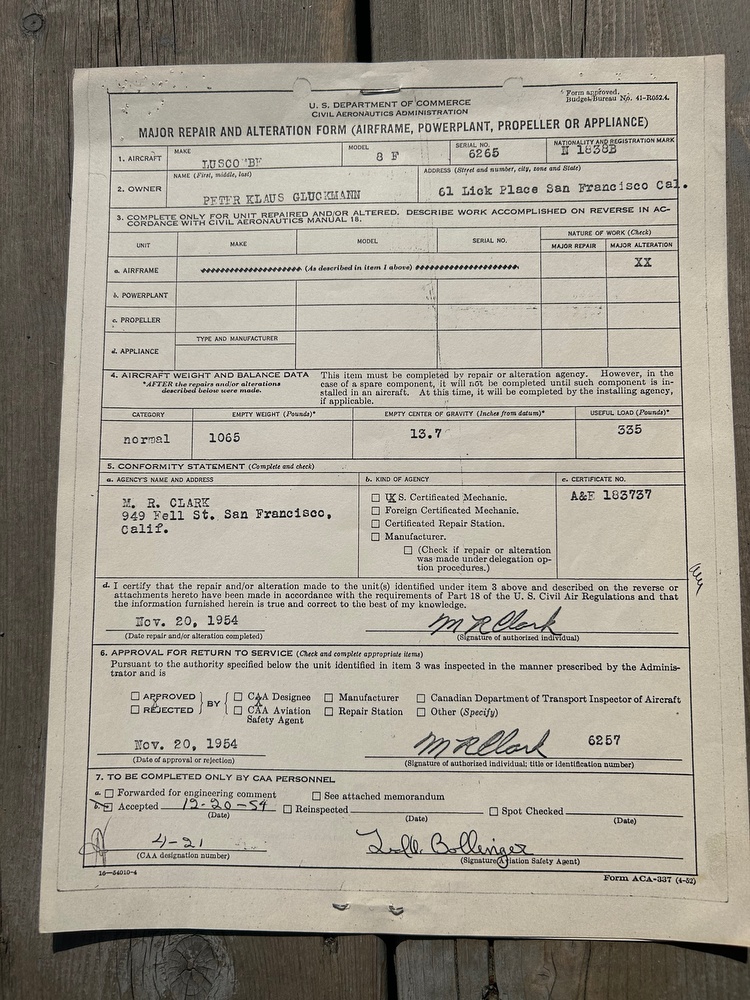 Form approved.
Budget Bureau No. 41-R052.4.
U. S. DEPARTMENT OF COMMERCE
CIVIL AERONAUTICS ADMINISTRATION
MAJOR REPAIR AND ALTERATION FORM (AIRFRAME, POWERPLANT, PROPELLER OR APPLIANCE)
1. AIRCRAFT MAKE MODEL SERIAL NO. NATIONALITY AND REGISTRATION MARK
8 F 6265 N 1838B
2. OWNER NAME (First, middle, last) ADDRESS (Street and number, city, zone and State)
PETER KLAUS GLUCKMANN 61 Lick Place San Francisco Cal.
3. COMPLETE ONLY FOR UNIT REPAIRED AND/OR ALTERED. DESCRIBE WORK ACCOMPLISHED ON REVERSE IN AC-
CORDANCE WITH CIVIL AERONAUTICS MANUAL 18.
UNIT MAKE MODEL SERIAL NO. NATURE OF WORK (Check)
MAJOR REPAIR MAJOR ALTERATION
a. AIRFRAME (As described in item 1 above) XX
b. POWERPLANT
c. PROPELLER
d. APPLIANCE TYPE AND MANUFACTURER
4. AIRCRAFT WEIGHT AND BALANCE DATA
*AFTER the repairs and/or alterations
described below were made.
This item must be completed by repair or alteration agency. However, in the
case of a spare component, it will not be completed until such component is in-
stalled in an aircraft. At this time, it will be completed by the installing agency,
if applicable.
CATEGORY EMPTY WEIGHT (Pounds)* EMPTY CENTER OF GRAVITY (Inches from datum)* USEFUL LOAD (Pounds)*
normal 1065 13.7 335
5. CONFORMITY STATEMENT (Complete and check)
a. AGENCY'S NAME AND ADDRESS b. KIND OF AGENCY c. CERTIFICATE NO.
M. R. CLARK
949 Fell St. San Francisco,
Calif.
S. Certificated Mechanic.
Foreign Certificated Mechanic.
Certificated Repair Station.
Manufacturer.
(Check if repair or alteration
was made under delegation op-
tion procedures.)
A&E 183737
d. I certify that the repair and/or alteration made to the unit(s) identified under item 3 above and described on the reverse or
attachments hereto have been made in accordance with the requirements of Part 18 of the U. S. Civil Air Regulations and that
the information furnished herein is true and correct to the best of my knowledge.
Nov. 20, 1954 M R Clark
(Date repair and/or alteration completed) (Signature of authorized individual)
6. APPROVAL FOR RETURN TO SERVICE (Check and complete appropriate items)
Pursuant to the authority specified below the unit identified in item 3 was inspected in the manner prescribed by the Adminis-
trator and is
APPROVED BY CAA Designee Manufacturer Canadian Department of Transport Inspector of Aircraft
REJECTED CAA Aviation Safety Agent Repair Station Other (Specify)
Nov. 20, 1954 M R Clark 6257
(Date of approval or rejection) (Signature of authorized individual; title or identification number)
7. TO BE COMPLETED ONLY BY CAA PERSONNEL
a. Forwarded for engineering comment See attached memorandum
b. Accepted 12-20-54 Reinspected Spot Checked
(Date) (Date) (Date)
4-21 Bollinger
(CAA designation number) (Signature Aviation Safety Agent)
16—54010-4 Form ACA-337 (4-52)